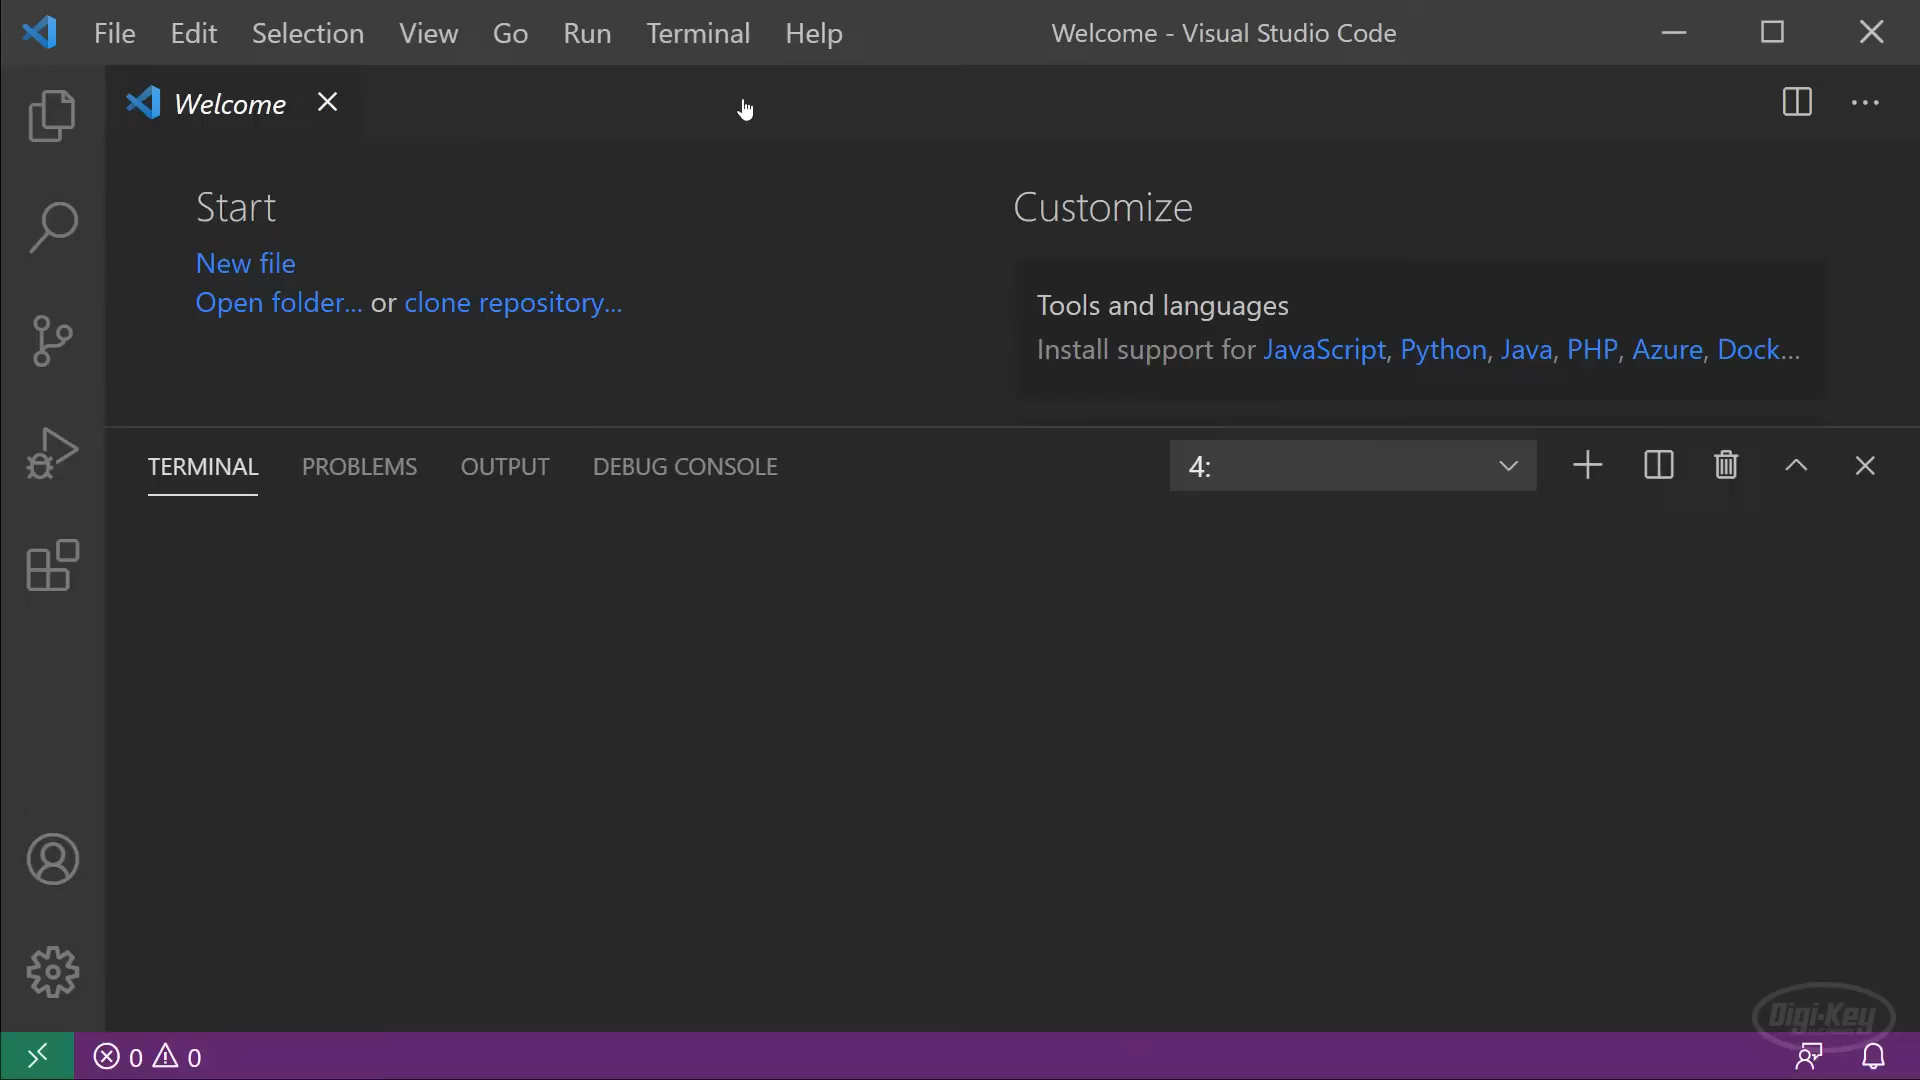 File Edit Selection View Go Run Terminal Help Welcome - Visual Studio Code
Welcome
Start
New file
Open folder... or clone repository...
Customize
Tools and languages
Install support for JavaScript, Python, Java, PHP, Azure, Dock...
TERMINAL PROBLEMS OUTPUT DEBUG CONSOLE 4:
Digi-Key
0 0